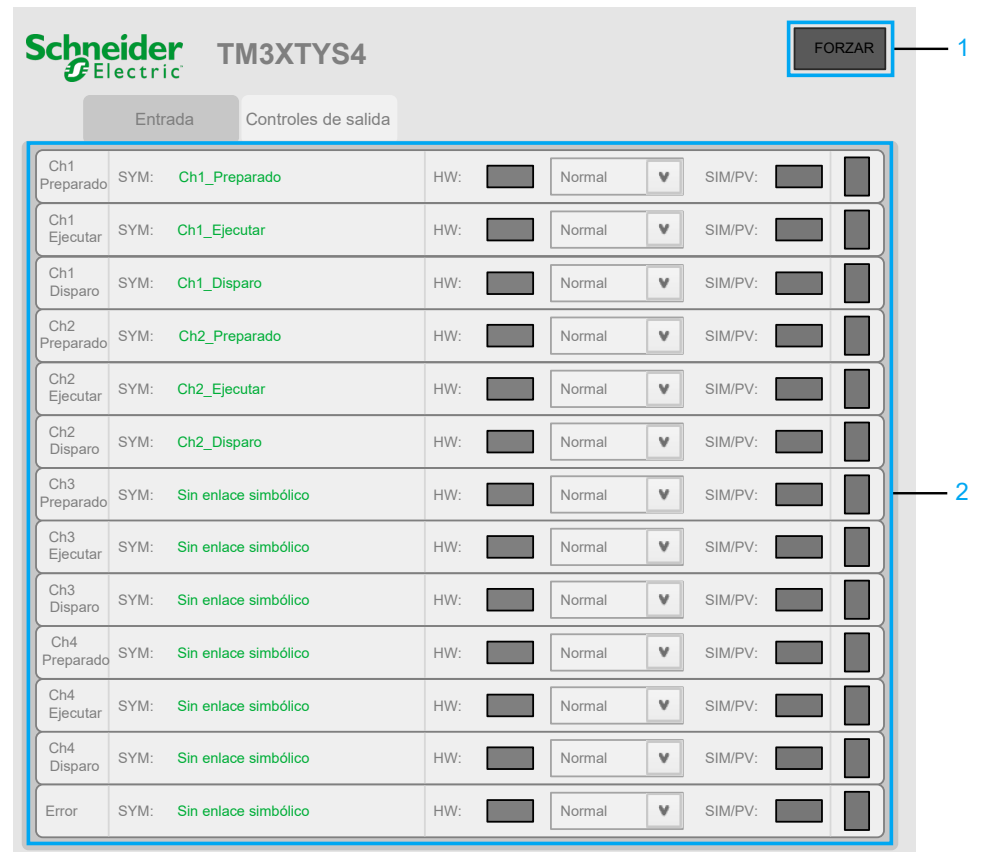 Schneider
Electric
TM3XTYS4
FORZAR
1
Entrada
Controles de salida
Ch1
Preparado
SYM: Ch1_Preparado HW: Normal SIM/PV:
Ch1
Ejecutar
SYM: Ch1_Ejecutar HW: Normal SIM/PV:
Ch1
Disparo
SYM: Ch1_Disparo HW: Normal SIM/PV:
Ch2
Preparado
SYM: Ch2_Preparado HW: Normal SIM/PV:
Ch2
Ejecutar
SYM: Ch2_Ejecutar HW: Normal SIM/PV:
Ch2
Disparo
SYM: Ch2_Disparo HW: Normal SIM/PV:
Ch3
Preparado
SYM: Sin enlace simbólico HW: Normal SIM/PV:
2
Ch3
Ejecutar
SYM: Sin enlace simbólico HW: Normal SIM/PV:
Ch3
Disparo
SYM: Sin enlace simbólico HW: Normal SIM/PV:
Ch4
Preparado
SYM: Sin enlace simbólico HW: Normal SIM/PV:
Ch4
Ejecutar
SYM: Sin enlace simbólico HW: Normal SIM/PV:
Ch4
Disparo
SYM: Sin enlace simbólico HW: Normal SIM/PV:
Error SYM: Sin enlace simbólico HW: Normal SIM/PV: